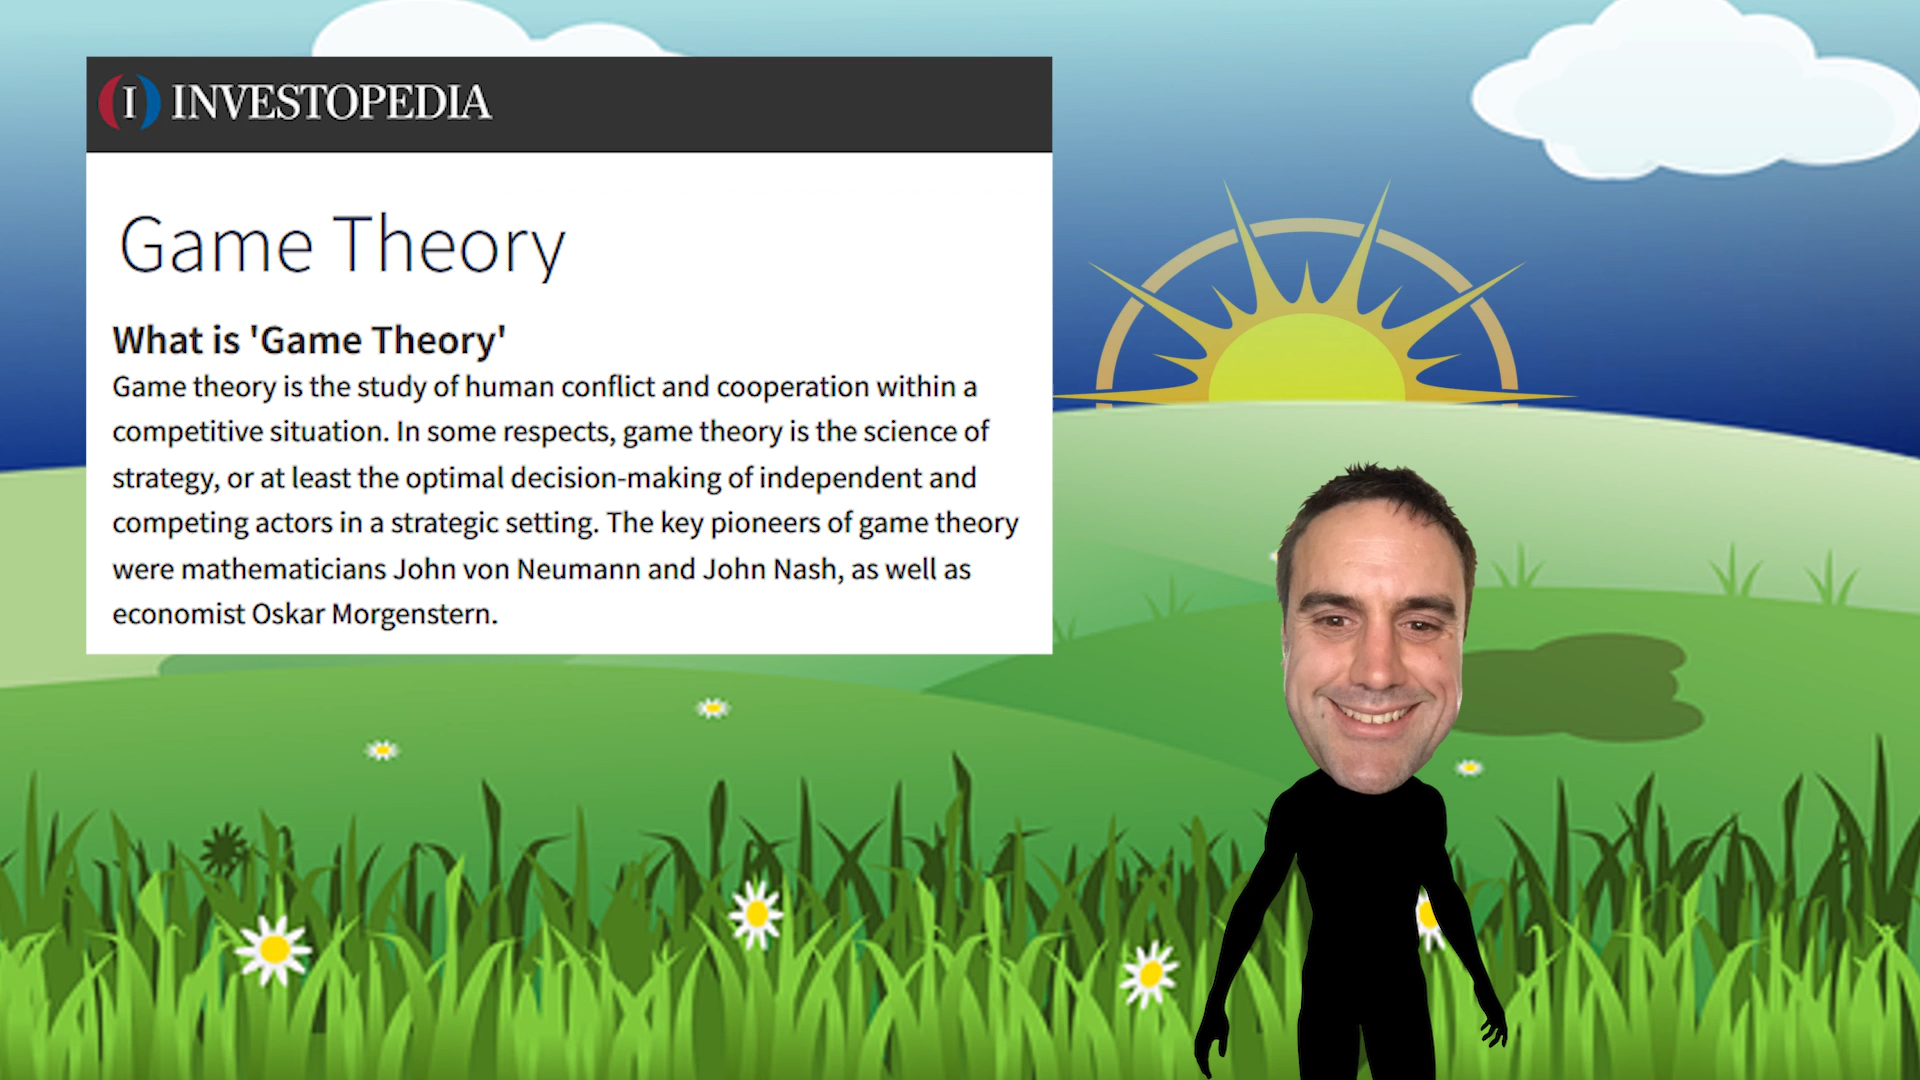 (I) INVESTOPEDIA
Game Theory
What is 'Game Theory'
Game theory is the study of human conflict and cooperation within a
competitive situation. In some respects, game theory is the science of
strategy, or at least the optimal decision-making of independent and
competing actors in a strategic setting. The key pioneers of game theory
were mathematicians John von Neumann and John Nash, as well as
economist Oskar Morgenstern.